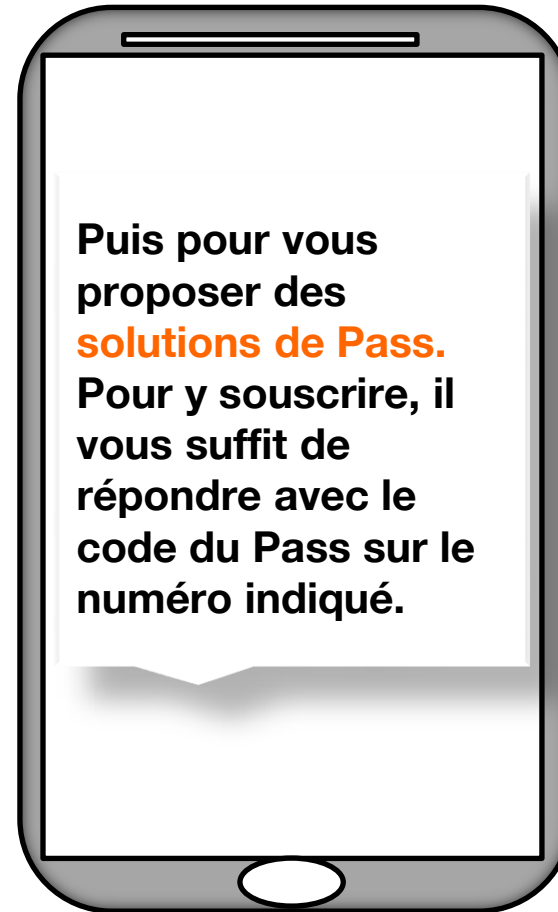 Puis pour vous
proposer des
solutions de Pass.
Pour y souscrire, il
vous suffit de
répondre avec le
code du Pass sur le
numéro indiqué.